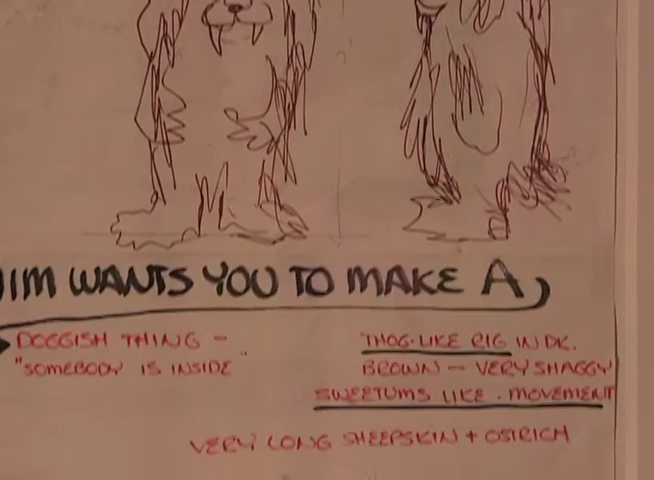 JIM WANTS YOU TO MAKE A
DOGGISH THING -
"SOMEBODY IS INSIDE"
THOG-LIKE RIG IN DK.
BROWN - VERY SHAGGY
SWEETUMS LIKE. MOVEMENT
VERY LONG SHEEPSKIN + OSTRICH